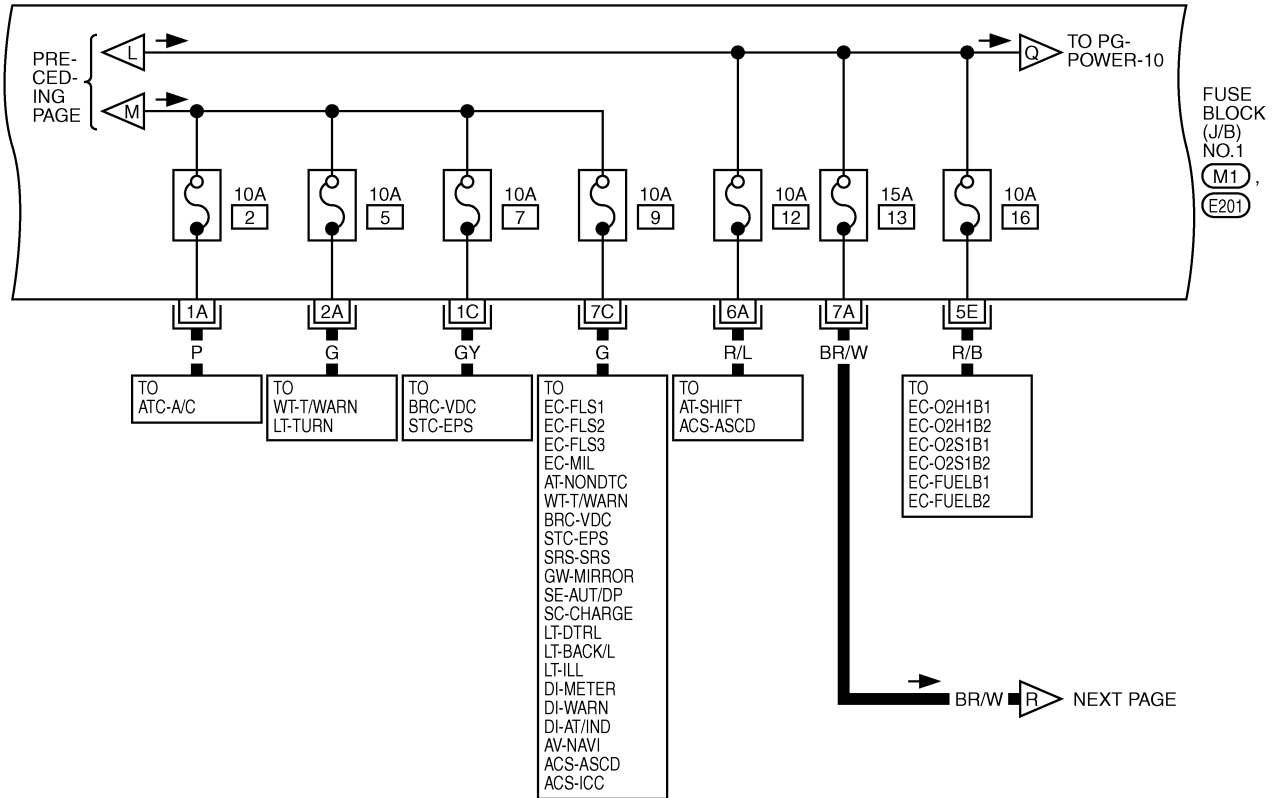 PRE-
CED-
ING
PAGE
L
M
Q
TO PG-
POWER-10
FUSE
BLOCK
(J/B)
NO.1
M1 ,
E201
10A
2
10A
5
10A
7
10A
9
10A
12
15A
13
10A
16
1A
2A
1C
7C
6A
7A
5E
P
G
GY
G
R/L
BR/W
R/B
TO
ATC-A/C
TO
WT-T/WARN
LT-TURN
TO
BRC-VDC
STC-EPS
TO
EC-FLS1
EC-FLS2
EC-FLS3
EC-MIL
AT-NONDTC
WT-T/WARN
BRC-VDC
STC-EPS
SRS-SRS
GW-MIRROR
SE-AUT/DP
SC-CHARGE
LT-DTRL
LT-BACK/L
LT-ILL
DI-METER
DI-WARN
DI-AT/IND
AV-NAVI
ACS-ASCD
ACS-ICC
TO
AT-SHIFT
ACS-ASCD
TO
EC-O2H1B1
EC-O2H1B2
EC-O2S1B1
EC-O2S1B2
EC-FUELB1
EC-FUELB2
BR/W
R
NEXT PAGE